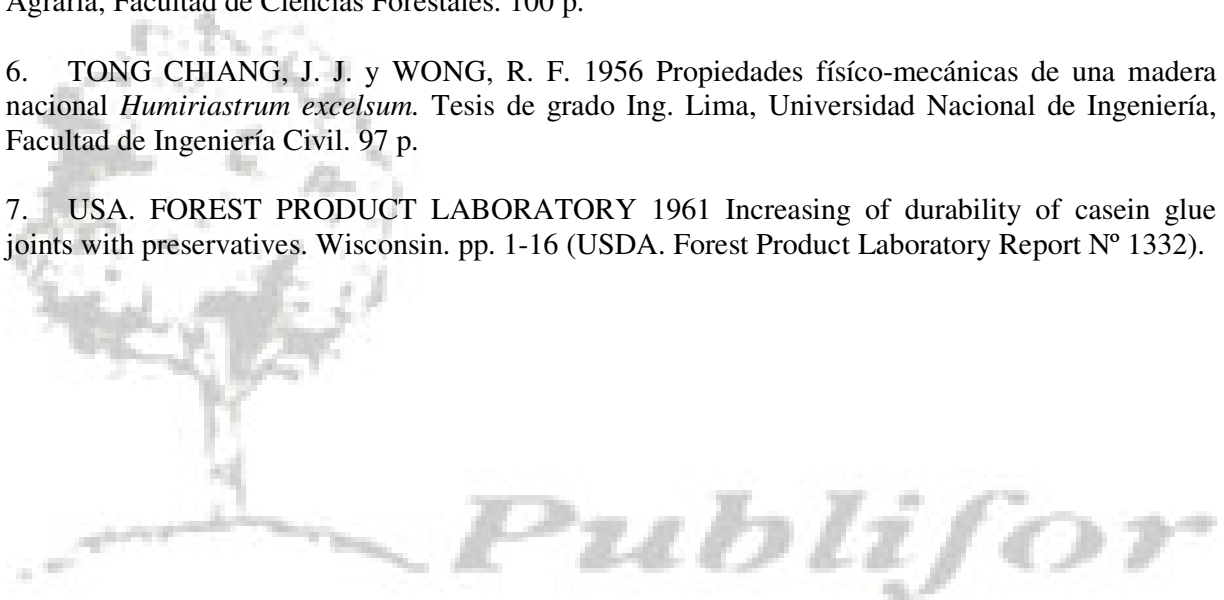 Agraria, Facultad de Ciencias Forestales. 100 p.
6. TONG CHIANG, J. J. y WONG, R. F. 1956 Propiedades físíco-mecánicas de una madera
nacional Humiriastrum excelsum. Tesis de grado Ing. Lima, Universidad Nacional de Ingeniería,
Facultad de Ingeniería Civil. 97 p.
7. USA. FOREST PRODUCT LABORATORY 1961 Increasing of durability of casein glue
joints with preservatives. Wisconsin. pp. 1-16 (USDA. Forest Product Laboratory Report Nº 1332).
Publifor